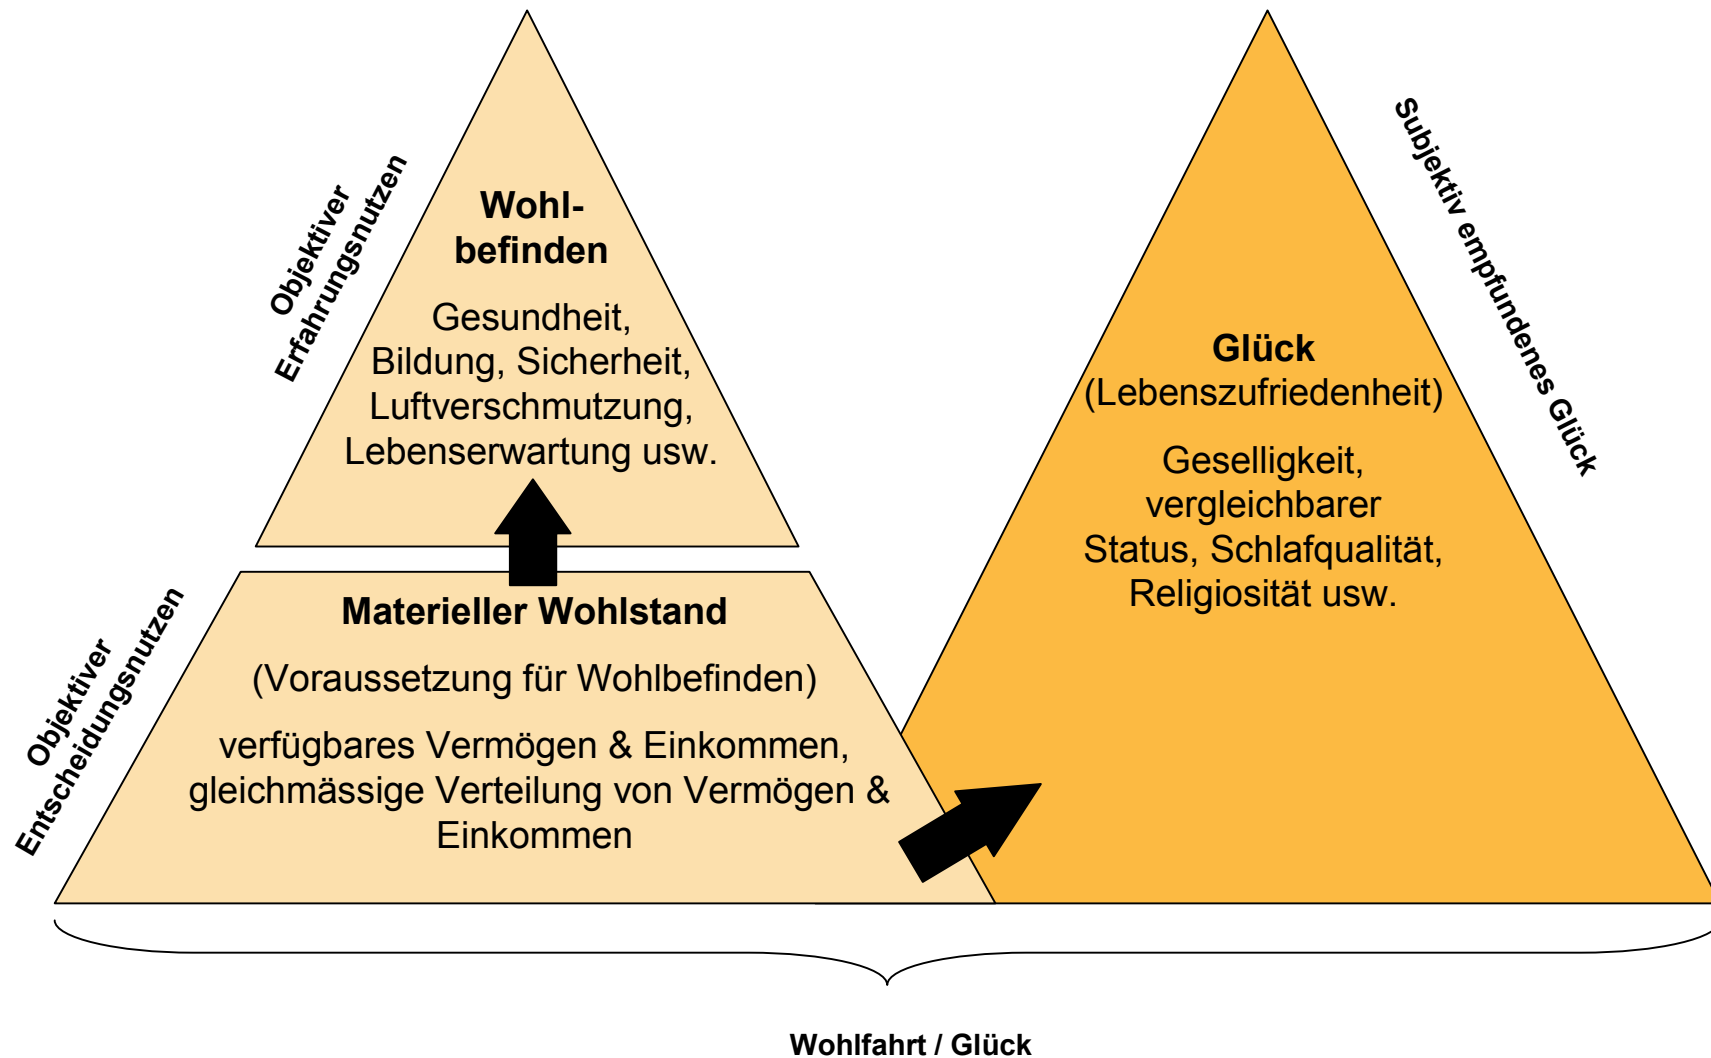 Objektiver
Erfahrungsnutzen
Wohl-
befinden
Gesundheit,
Bildung, Sicherheit,
Luftverschmutzung,
Lebenserwartung usw.
Objektiver
Entscheidungsnutzen
Materieller Wohlstand
(Voraussetzung für Wohlbefinden)
verfügbares Vermögen & Einkommen,
gleichmässige Verteilung von Vermögen &
Einkommen
Subjektiv empfundenes Glück
Glück
(Lebenszufriedenheit)
Geselligkeit,
vergleichbarer
Status, Schlafqualität,
Religiosität usw.
Wohlfahrt / Glück